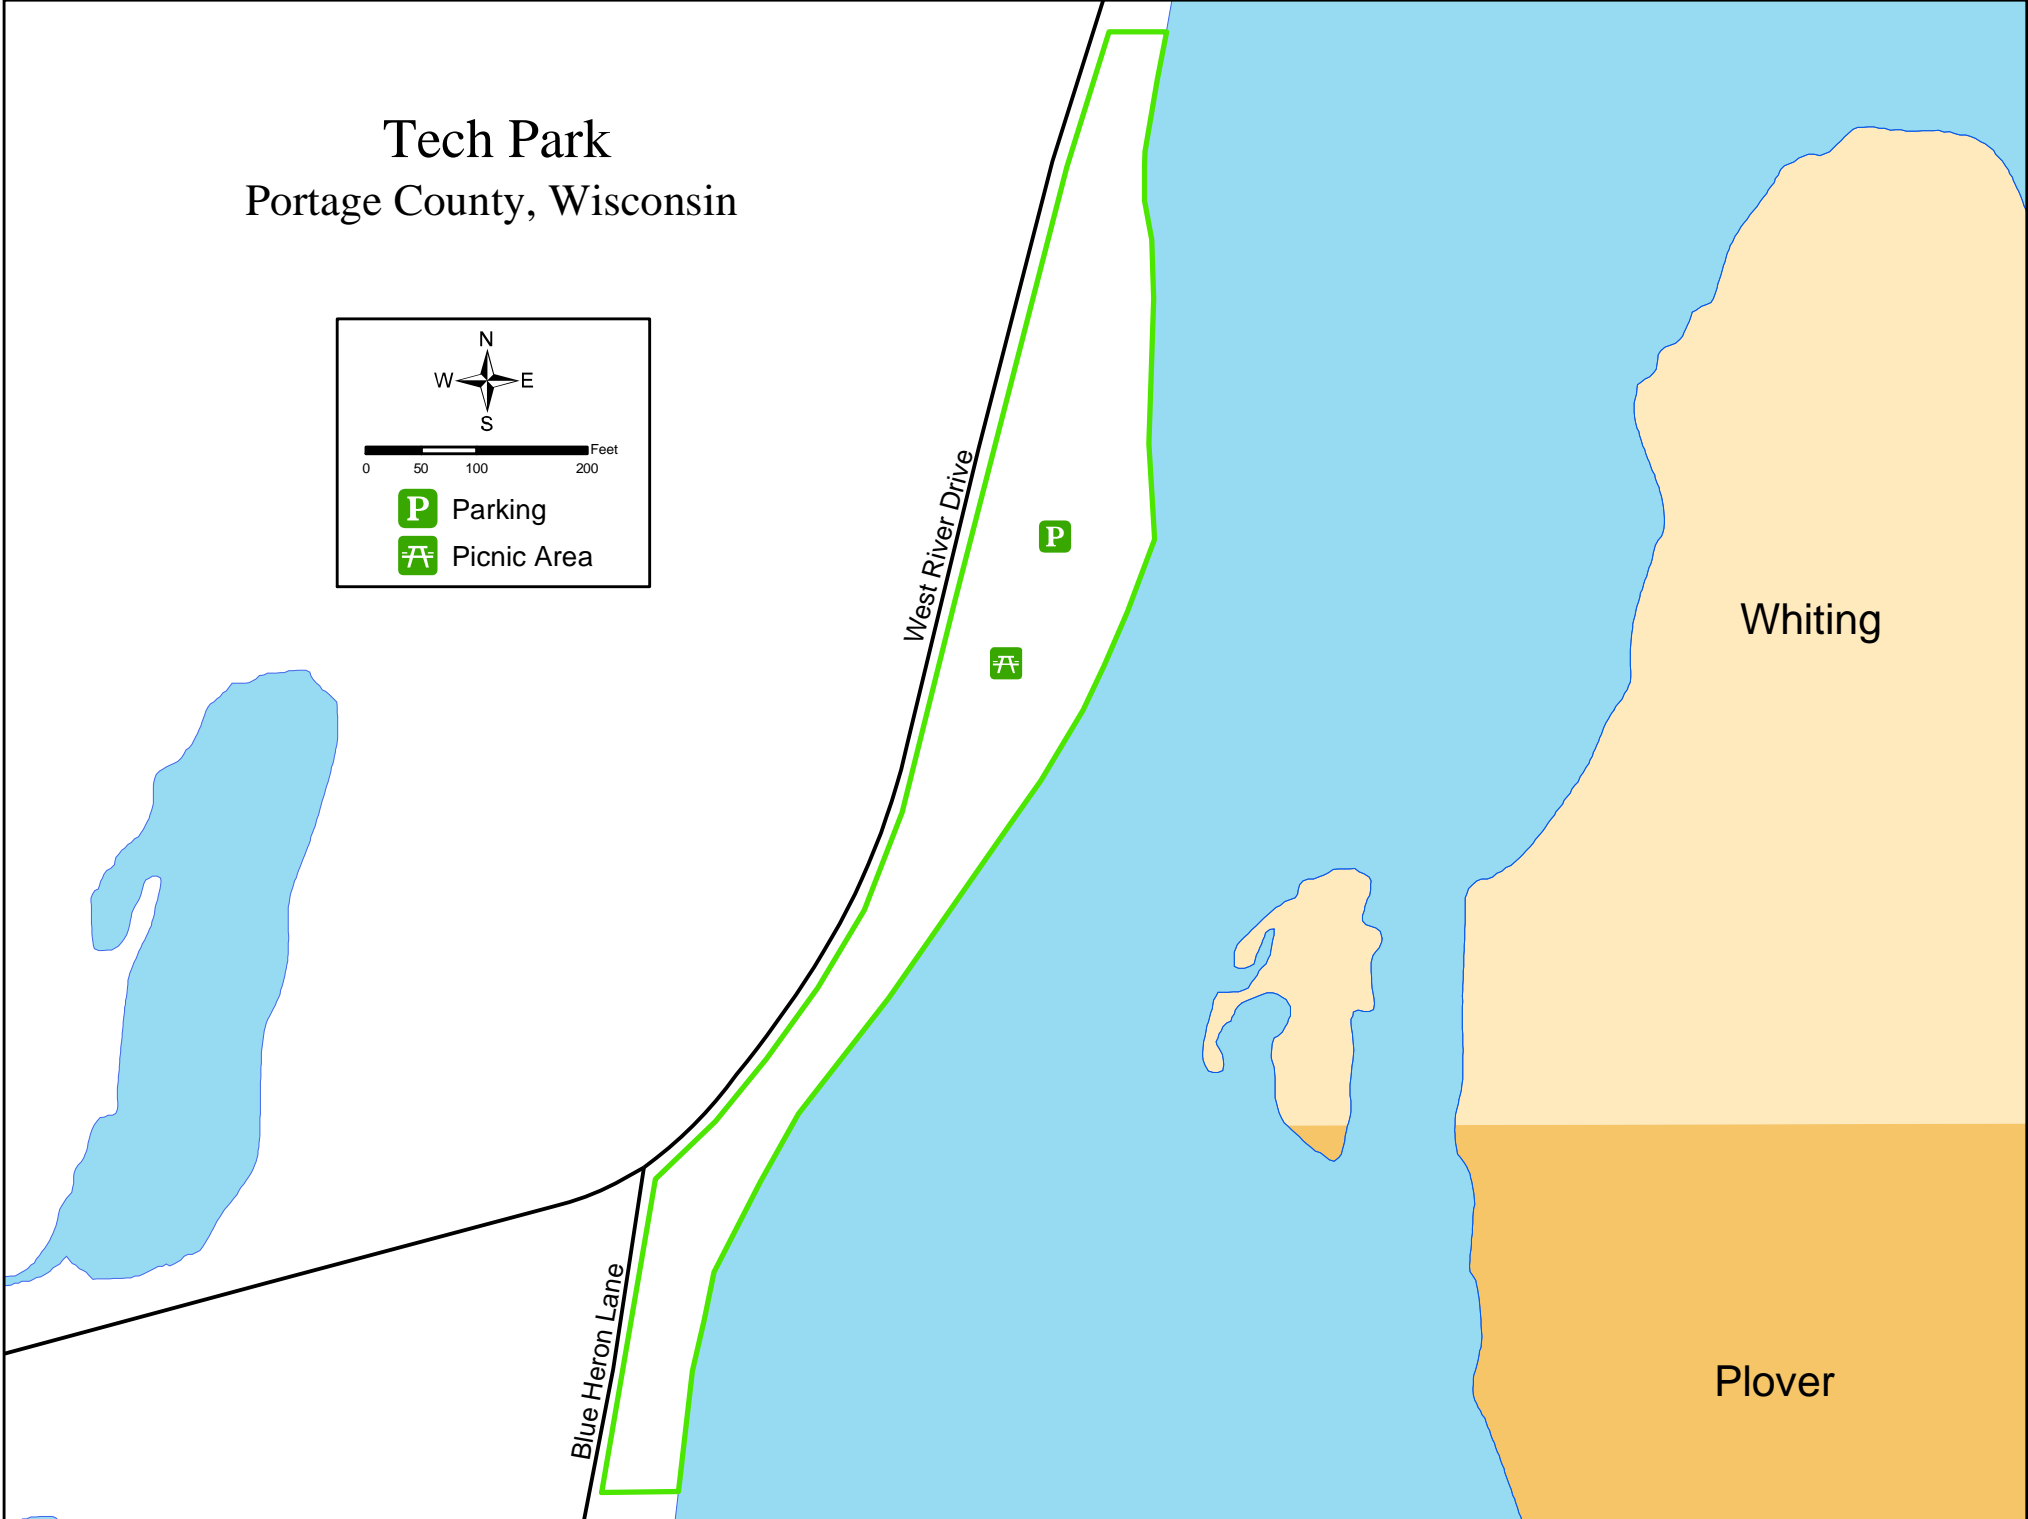 Tech Park
Portage County, Wisconsin
N
W E
S
Feet
0 50 100 200
P Parking
Picnic Area
West River Drive
P
Whiting
Blue Heron Lane
Plover